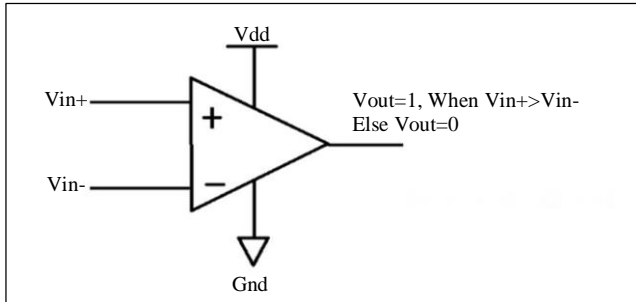 Vdd
Vin+
Vout=1, When Vin+>Vin-
Else Vout=0
+
Vin-
−
Gnd